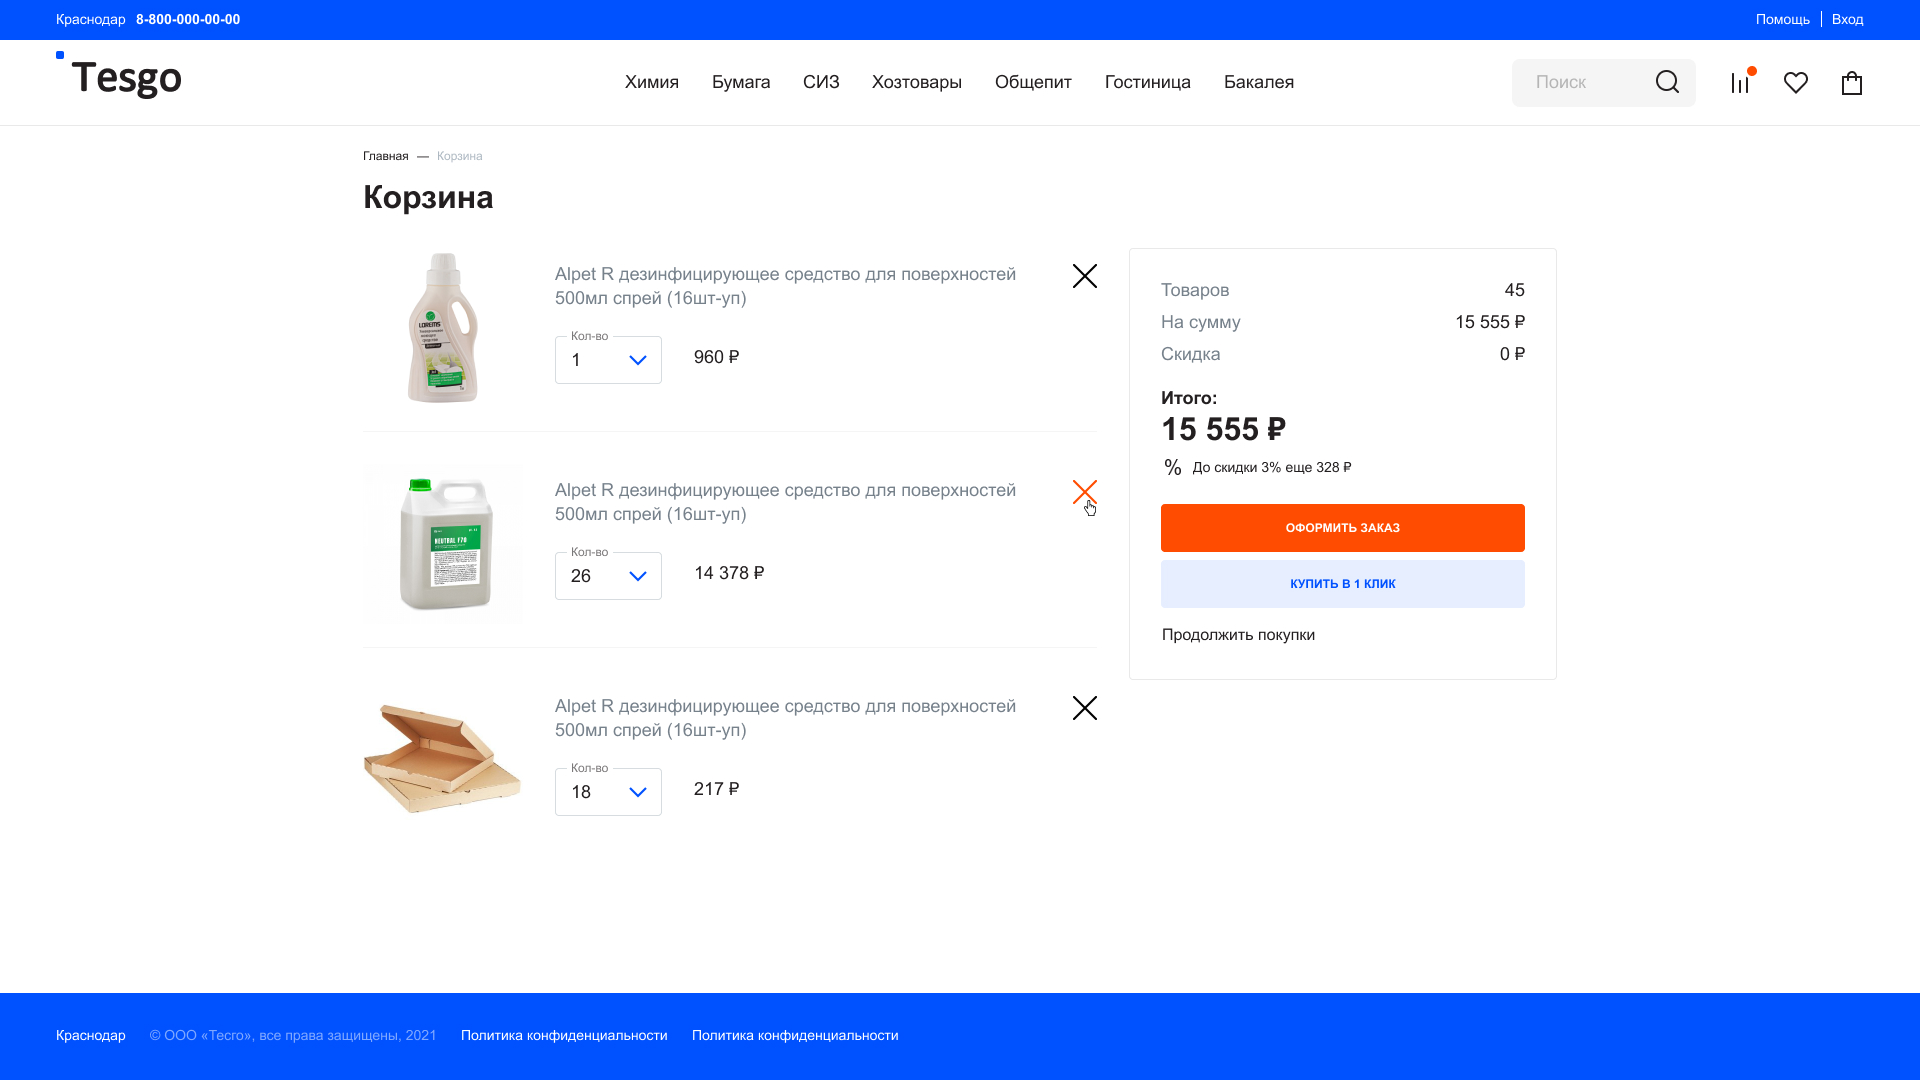 Краснодар 8-800-000-00-00
Помощь | Вход
Tesgo
Химия Бумага СИЗ Хозтовары Общепит Гостиница Бакалея
Поиск
Главная — Корзина
Корзина
Alpet R дезинфицирующее средство для поверхностей
500мл спрей (16шт-уп)
Кол-во
1
960 ₽
LOREMS
Alpet R дезинфицирующее средство для поверхностей
500мл спрей (16шт-уп)
Кол-во
26
14 378 ₽
NEUTRAL F70
Alpet R дезинфицирующее средство для поверхностей
500мл спрей (16шт-уп)
Кол-во
18
217 ₽
Товаров 45
На сумму 15 555 ₽
Скидка 0 ₽
Итого:
15 555 ₽
% До скидки 3% еще 328 ₽
ОФОРМИТЬ ЗАКАЗ
КУПИТЬ В 1 КЛИК
Продолжить покупки
Краснодар © ООО «Тесго», все права защищены, 2021 Политика конфиденциальности Политика конфиденциальности